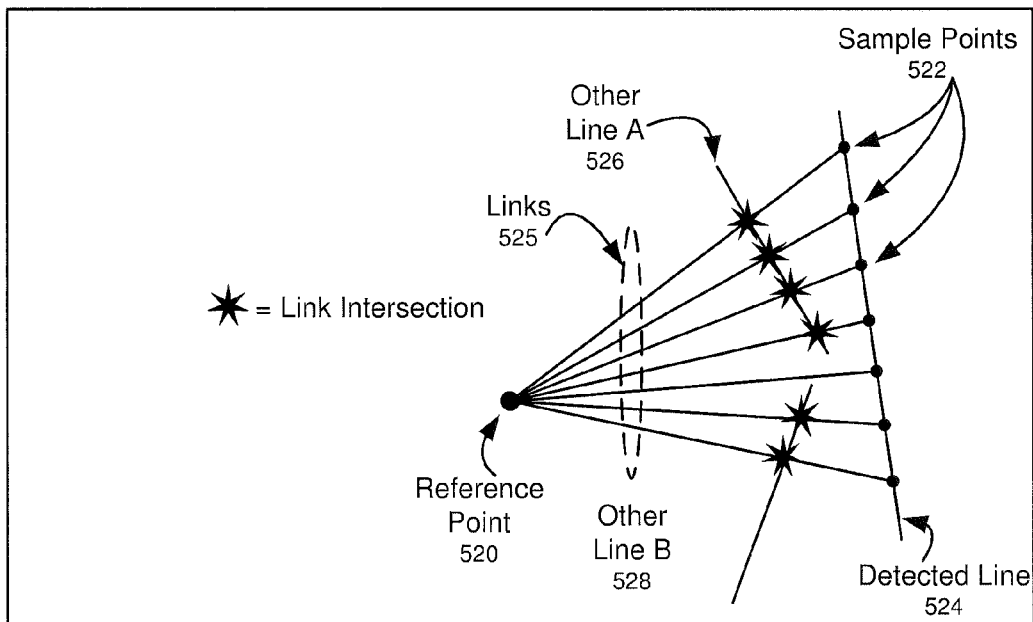 Sample Points
522
Other
Line A
526
Links
525
= Link Intersection
Reference
Point
520
Other
Line B
528
Detected Line
524